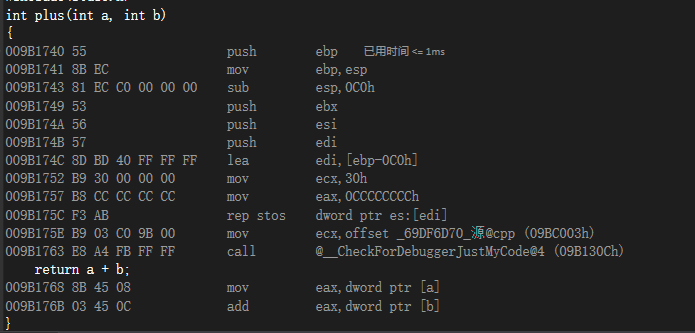 int plus(int a, int b)
{
009B1740 55 push ebp 已用时间 <= 1ms
009B1741 8B EC mov ebp,esp
009B1743 81 EC C0 00 00 00 sub esp,0C0h
009B1749 53 push ebx
009B174A 56 push esi
009B174B 57 push edi
009B174C 8D BD 40 FF FF FF lea edi,[ebp-0C0h]
009B1752 B9 30 00 00 00 mov ecx,30h
009B1757 B8 CC CC CC CC mov eax,0CCCCCCCCh
009B175C F3 AB rep stos dword ptr es:[edi]
009B175E B9 03 C0 9B 00 mov ecx,offset _69DF6D70_源@cpp (09BC003h)
009B1763 E8 A4 FB FF FF call @__CheckForDebuggerJustMyCode@4 (09B130Ch)
return a + b;
009B1768 8B 45 08 mov eax,dword ptr [a]
009B176B 03 45 0C add eax,dword ptr [b]
}